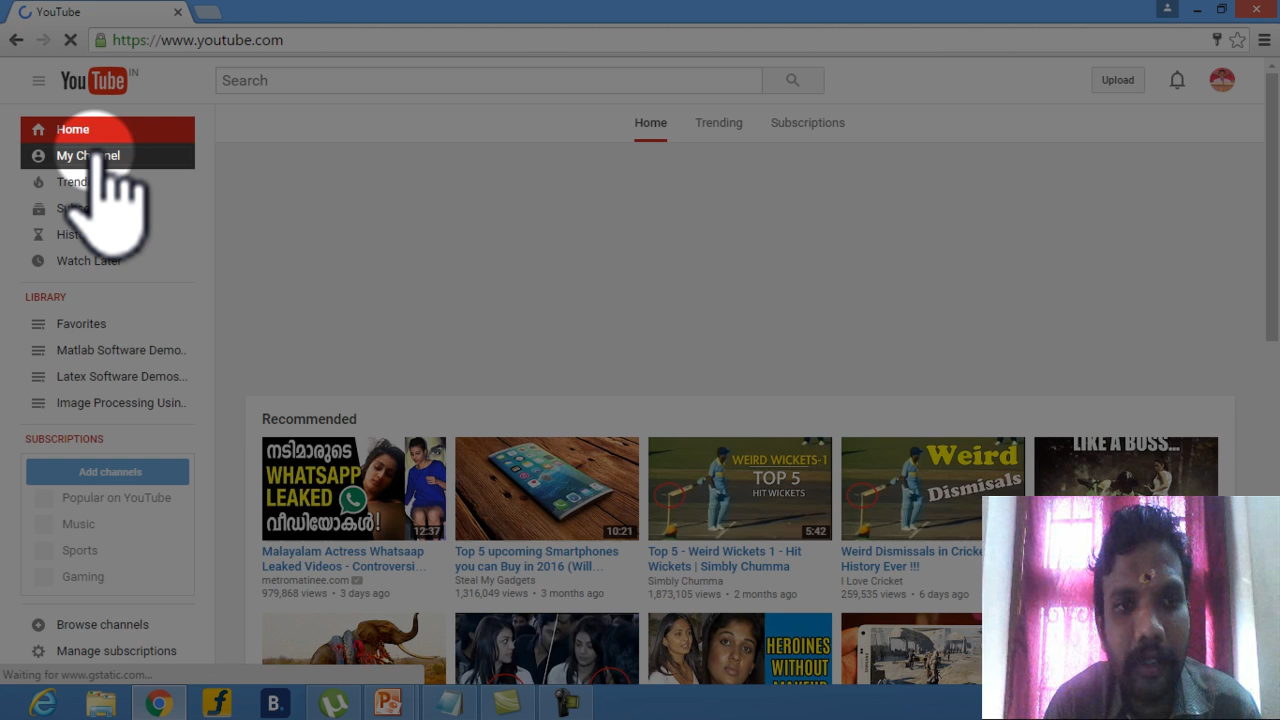 YouTube
https://www.youtube.com
YouTube IN
Search
Upload
Home
Trending
Subscriptions
Home
My Channel
Watch Later
LIBRARY
Favorites
Matlab Software Demo..
Latex Software Demos...
Image Processing Usin..
SUBSCRIPTIONS
Add channels
Popular on YouTube
Music
Sports
Gaming
Browse channels
Manage subscriptions
Waiting for www.gstatic.com...
Recommended
നടിമാരുടെ
WHATSAPP
LEAKED
വീഡിയോകൾ!
12:37
Malayalam Actress Whatsaap
Leaked Videos - Controversi...
metromatinee.com
979,868 views • 3 days ago
10:21
Top 5 upcoming Smartphones
you can Buy in 2016 (Will...
Steal My Gadgets
1,316,049 views • 3 months ago
WEIRD WICKETS-1
TOP 5
HIT WICKETS
5:42
Top 5 - Weird Wickets 1 - Hit
Wickets | Simbly Chumma
Simbly Chumma
1,873,105 views • 2 months ago
Weird
Dismisals
Weird Dismissals in Cricke
History Ever !!!
I Love Cricket
259,535 views • 6 days ago
LIKE A BOSS...
HEROINES
WITHOUT